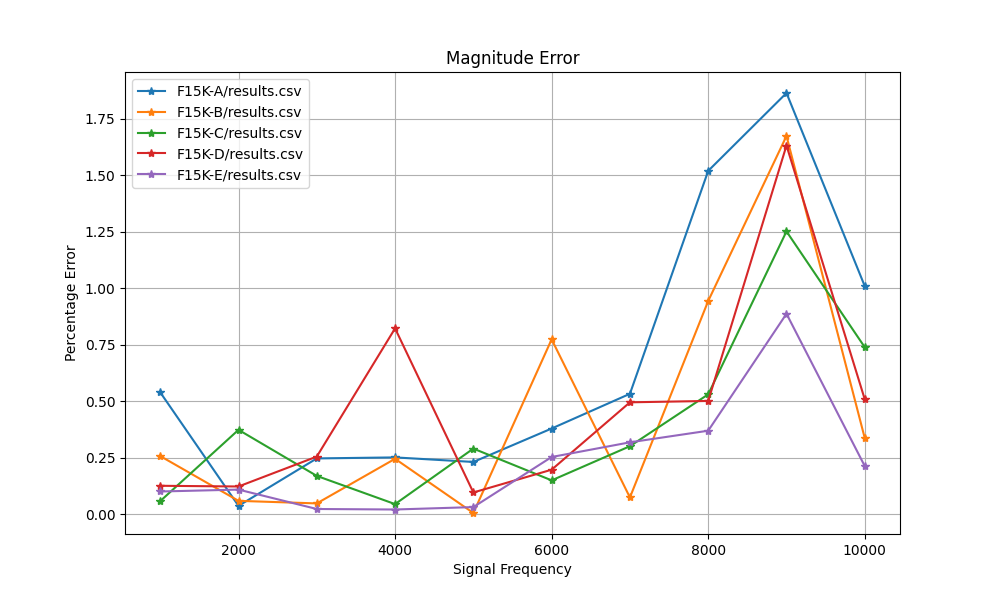 Magnitude Error
F15K-A/results.csv
F15K-B/results.csv
F15K-C/results.csv
F15K-D/results.csv
F15K-E/results.csv
Percentage Error
1.75
1.50
1.25
1.00
0.75
0.50
0.25
0.00
2000 4000 6000 8000 10000
Signal Frequency